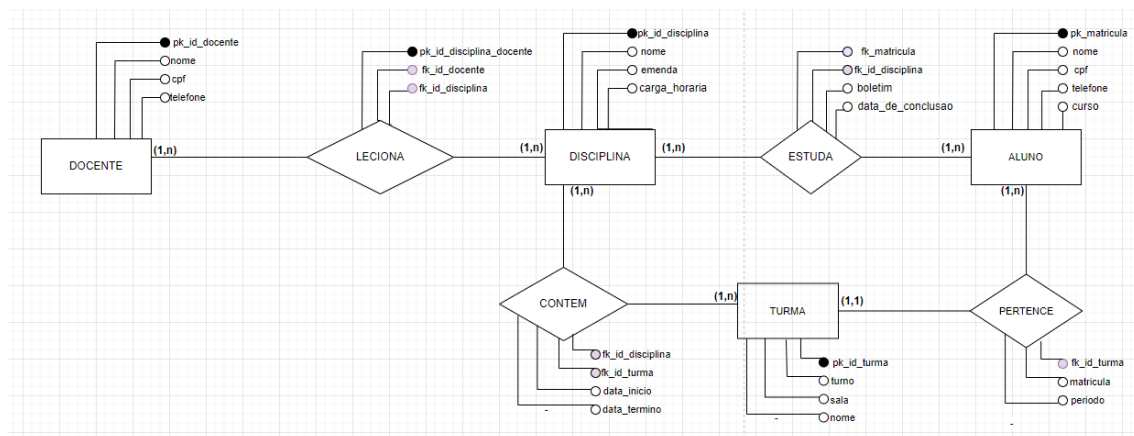 pk_id_docente
nome
cpf
telefone
DOCENTE
(1,n)
pk_id_disciplina_docente
fk_id_docente
fk_id_disciplina
LECIONA
(1,n)
pk_id_disciplina
nome
emenda
carga_horaria
DISCIPLINA
(1,n)
(1,n)
fk_matricula
fk_id_disciplina
boletim
data_de_conclusao
ESTUDA
(1,n)
pk_matricula
nome
cpf
telefone
curso
ALUNO
(1,n)
CONTEM
fk_id_disciplina
fk_id_turma
data_inicio
data_termino
-
(1,n)
TURMA
(1,1)
pk_id_turma
turno
sala
nome
-
PERTENCE
fk_id_turma
matricula
periodo
-